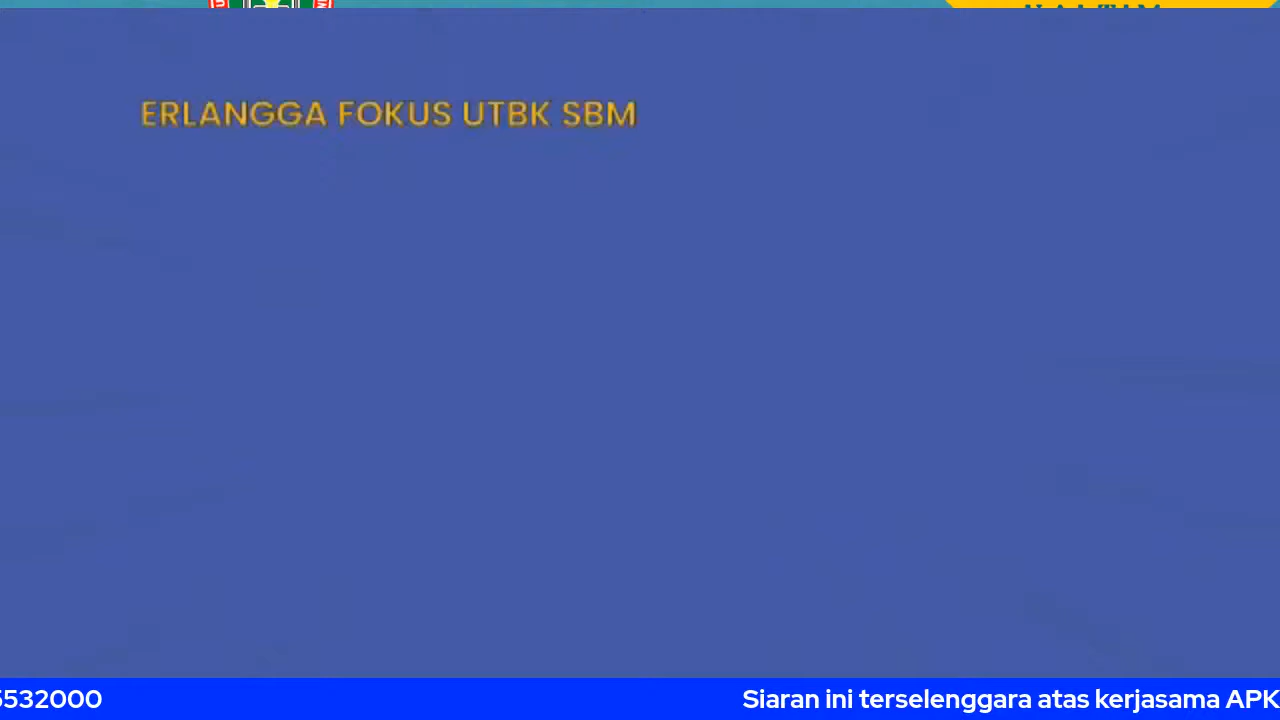 ERLANGGA FOKUS UTBK SBM
5532000
Siaran ini terselenggara atas kerjasama APK